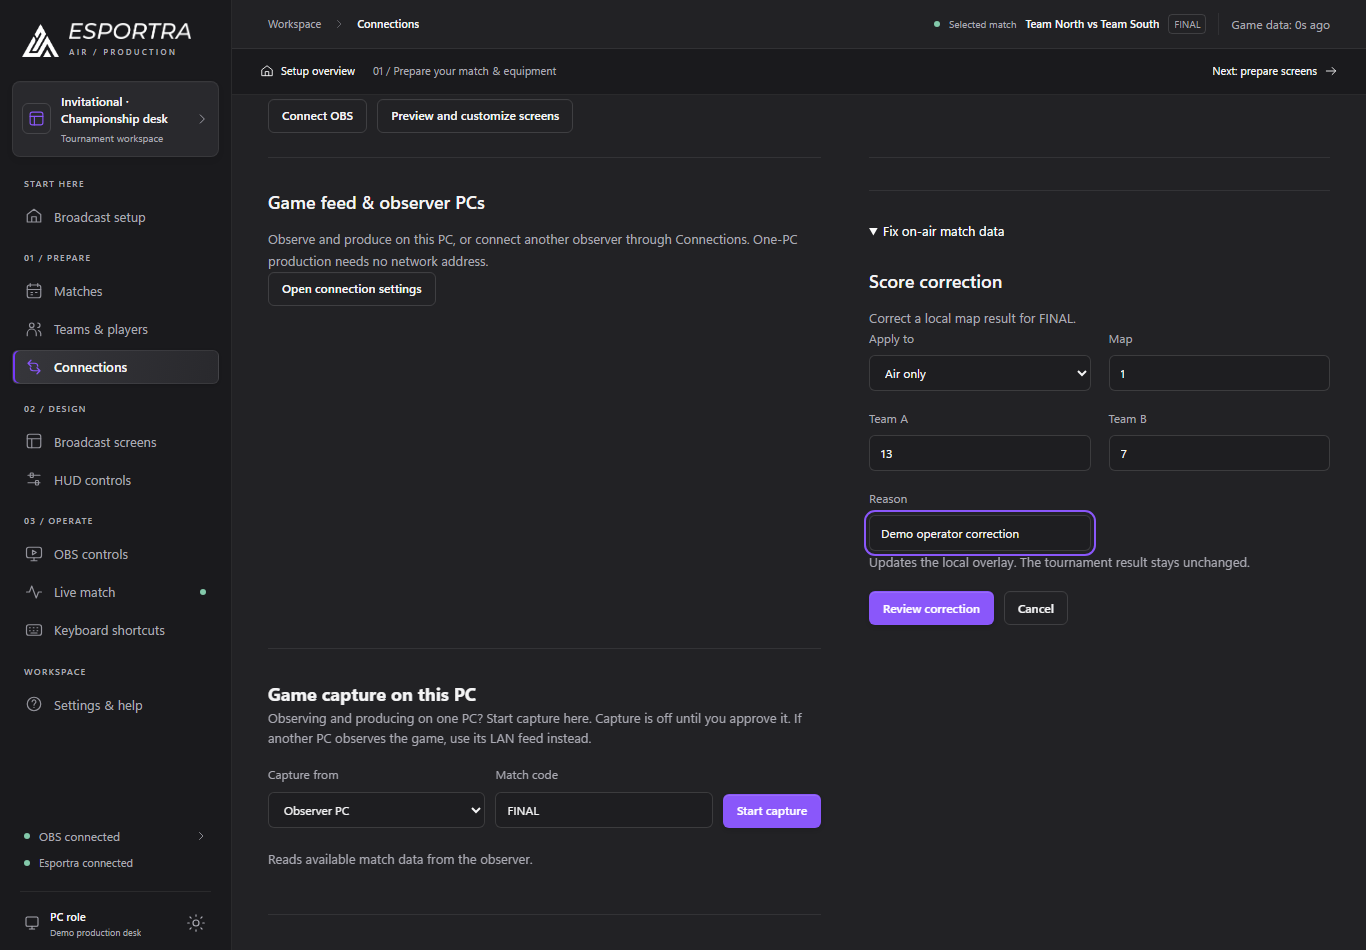 ESPORTRA
AIR / PRODUCTION
Invitational ·
Championship desk
Tournament workspace
START HERE
Broadcast setup
01 / PREPARE
Matches
Teams & players
Connections
02 / DESIGN
Broadcast screens
HUD controls
03 / OPERATE
OBS controls
Live match
Keyboard shortcuts
WORKSPACE
Settings & help
OBS connected
Esportra connected
PC role
Demo production desk
Workspace
Connections
Selected match
Team North vs Team South
FINAL
Game data: 0s ago
Setup overview
01 / Prepare your match & equipment
Next: prepare screens
Connect OBS
Preview and customize screens
Game feed & observer PCs
Observe and produce on this PC, or connect another observer through Connections. One-PC
production needs no network address.
Open connection settings
Game capture on this PC
Observing and producing on one PC? Start capture here. Capture is off until you approve it. If
another PC observes the game, use its LAN feed instead.
Capture from
Match code
Observer PC
FINAL
Start capture
Reads available match data from the observer.
Fix on-air match data
Score correction
Correct a local map result for FINAL.
Apply to
Map
Air only
1
Team A
Team B
13
7
Reason
Demo operator correction
Updates the local overlay. The tournament result stays unchanged.
Review correction
Cancel